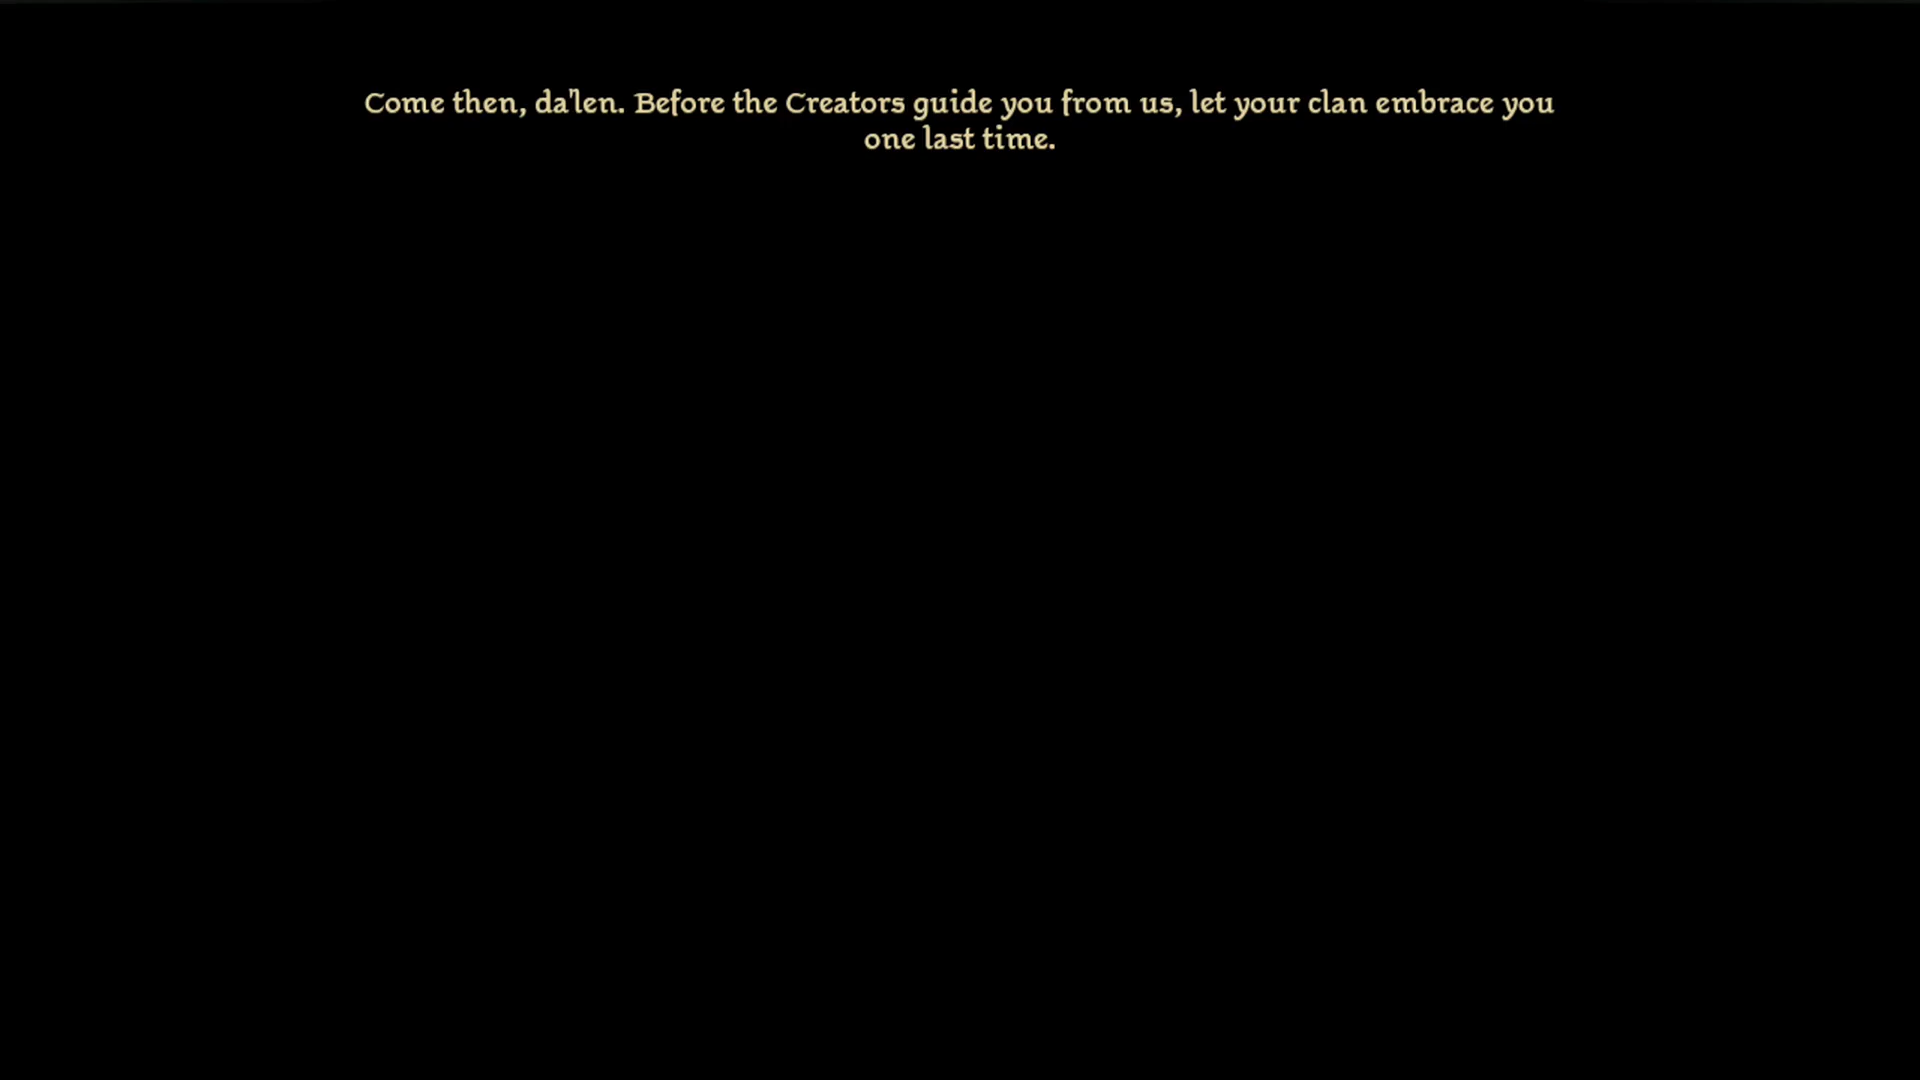 Come then, da'len. Before the Creators guide you from us, let your clan embrace you
one last time.